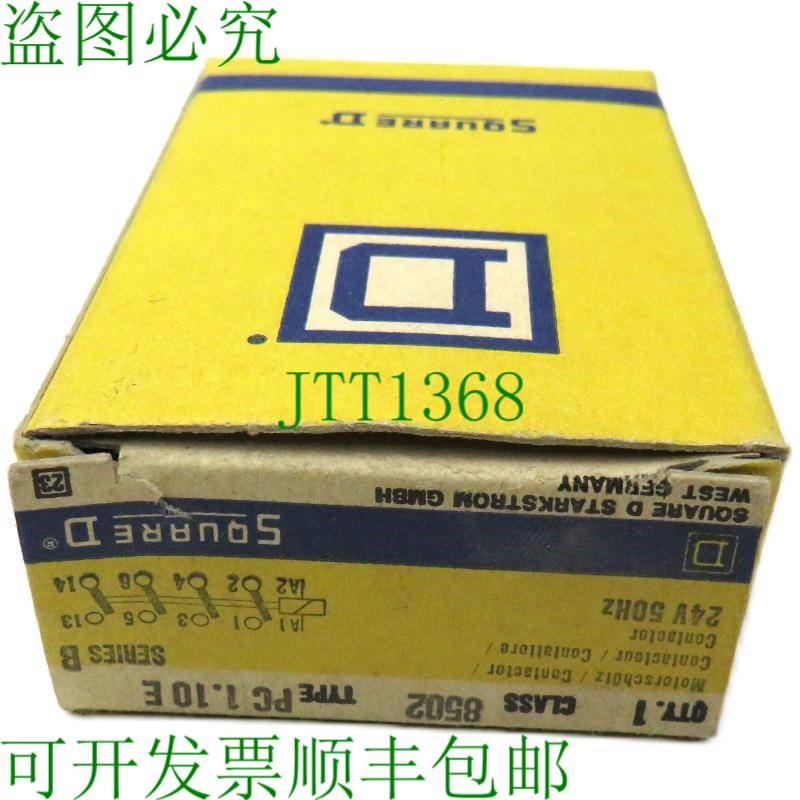 盗图必究
SQUARE D
D
JTT1368
QTY. 1 CLASS 8502 TYPE PC 1.10 E
Motorschütz / Contactor
Contacteur / Contattore
Contactor
SERIES B
24V 50Hz
A1 1 3 5 13
A2 2 4 6 14
D SQUARE D®
SQUARE D STARKSTROM GMBH
WEST GERMANY
23
可开发票顺丰包邮